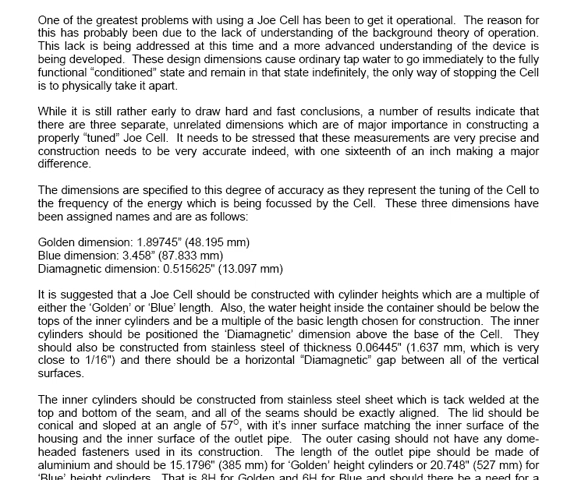 One of the greatest problems with using a Joe Cell has been to get it operational. The reason for
this has probably been due to the lack of understanding of the background theory of operation.
This lack is being addressed at this time and a more advanced understanding of the device is
being developed. These design dimensions cause ordinary tap water to go immediately to the fully
functional “conditioned” state and remain in that state indefinitely, the only way of stopping the Cell
is to physically take it apart.
While it is still rather early to draw hard and fast conclusions, a number of results indicate that
there are three separate, unrelated dimensions which are of major importance in constructing a
properly “tuned” Joe Cell. It needs to be stressed that these measurements are very precise and
construction needs to be very accurate indeed, with one sixteenth of an inch making a major
difference.
The dimensions are specified to this degree of accuracy as they represent the tuning of the Cell to
the frequency of the energy which is being focussed by the Cell. These three dimensions have
been assigned names and are as follows:
Golden dimension: 1.89745" (48.195 mm)
Blue dimension: 3.458" (87.833 mm)
Diamagnetic dimension: 0.515625" (13.097 mm)
It is suggested that a Joe Cell should be constructed with cylinder heights which are a multiple of
either the ‘Golden’ or ‘Blue’ length. Also, the water height inside the container should be below the
tops of the inner cylinders and be a multiple of the basic length chosen for construction. The inner
cylinders should be positioned the ‘Diamagnetic’ dimension above the base of the Cell. They
should also be constructed from stainless steel of thickness 0.06445" (1.637 mm, which is very
close to 1/16") and there should be a horizontal “Diamagnetic” gap between all of the vertical
surfaces.
The inner cylinders should be constructed from stainless steel sheet which is tack welded at the
top and bottom of the seam, and all of the seams should be exactly aligned. The lid should be
conical and sloped at an angle of 57°, with it’s inner surface matching the inner surface of the
housing and the inner surface of the outlet pipe. The outer casing should not have any dome-
headed fasteners used in its construction. The length of the outlet pipe should be made of
aluminium and should be 15.1796" (385 mm) for ‘Golden’ height cylinders or 20.748" (527 mm) for
‘Blue’ height cylinders. That is 8H for Golden and 6H for Blue and should there be a need for a